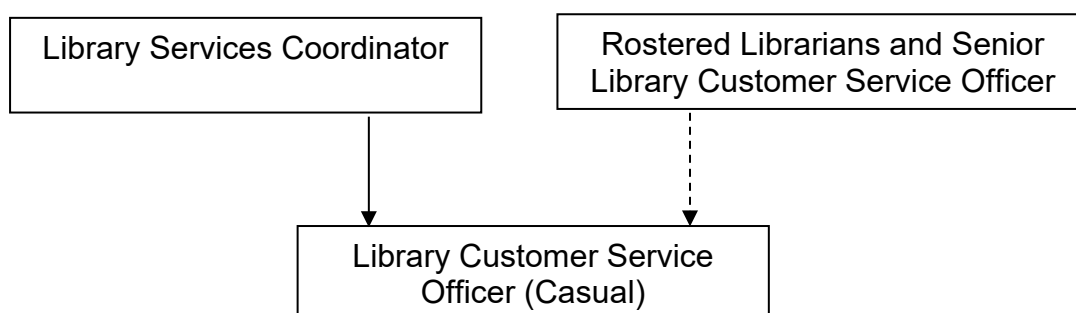 Library Services Coordinator
Rostered Librarians and Senior
Library Customer Service Officer
Library Customer Service
Officer (Casual)